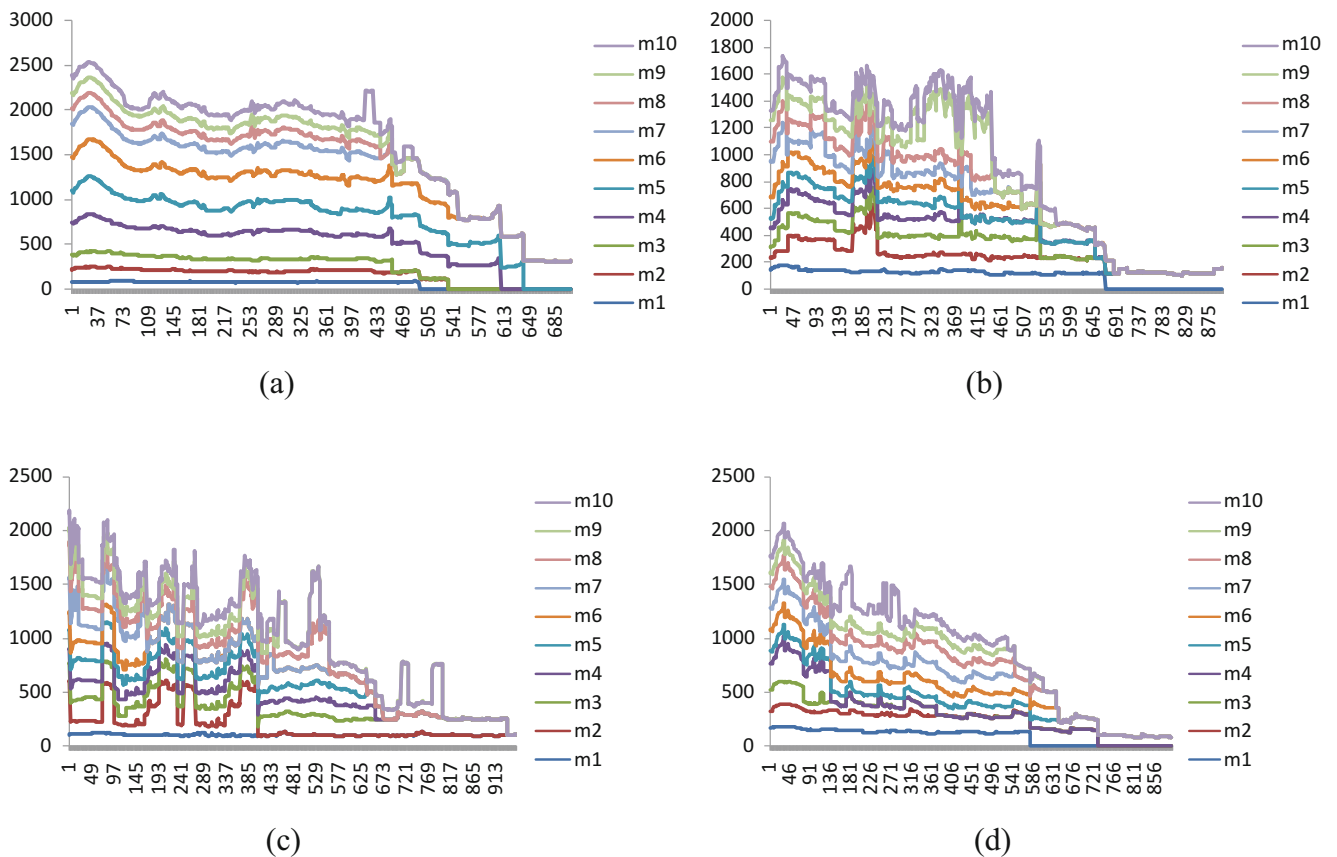 3000
2500
2000
1500
1000
500
0
1 37 73 109 145 181 217 253 289 325 361 397 433 469 505 541 577 613 649 685
m10
m9
m8
m7
m6
m5
m4
m3
m2
m1
(a)
2000
1800
1600
1400
1200
1000
800
600
400
200
0
1 47 93 139 185 231 277 323 369 415 461 507 553 599 645 691 737 783 829 875
m10
m9
m8
m7
m6
m5
m4
m3
m2
m1
(b)
2500
2000
1500
1000
500
0
1 49 97 145 193 241 289 337 385 433 481 529 577 625 673 721 769 817 865 913
m10
m9
m8
m7
m6
m5
m4
m3
m2
m1
(c)
2500
2000
1500
1000
500
0
1 46 91 136 181 226 271 316 361 406 451 496 541 586 631 676 721 766 811 856
m10
m9
m8
m7
m6
m5
m4
m3
m2
m1
(d)